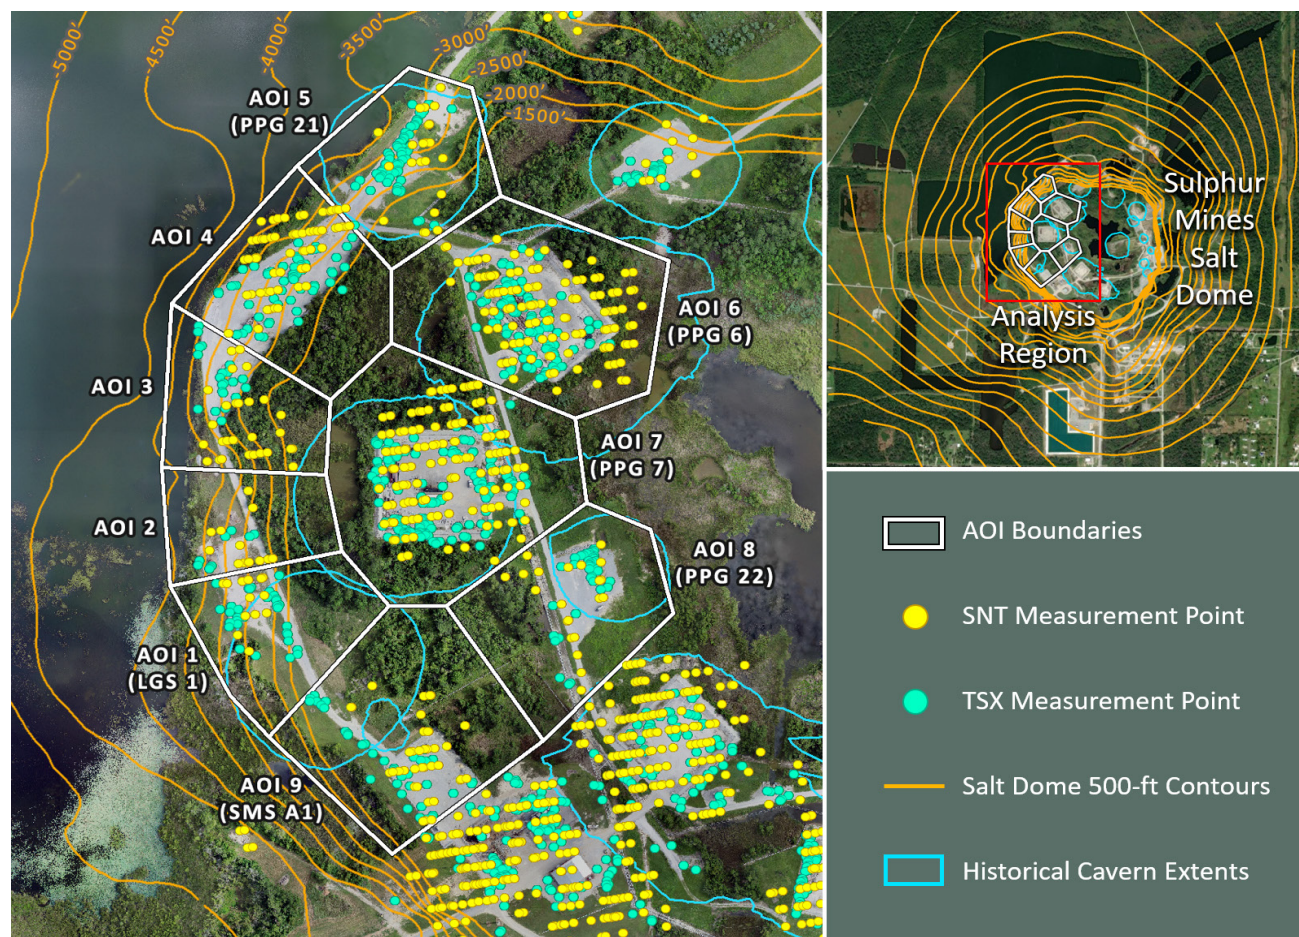 -5000'
-4500'
-4000'
-3500'
-3000'
-2500'
-2000'
-1500'
AOI 5
(PPG 21)
AOI 4
AOI 3
AOI 2
AOI 1
(LGS 1)
AOI 9
(SMS A1)
AOI 6
(PPG 6)
AOI 7
(PPG 7)
AOI 8
(PPG 22)
Sulphur
Mines
Salt
Dome
Analysis
Region
AOI Boundaries
SNT Measurement Point
TSX Measurement Point
Salt Dome 500-ft Contours
Historical Cavern Extents